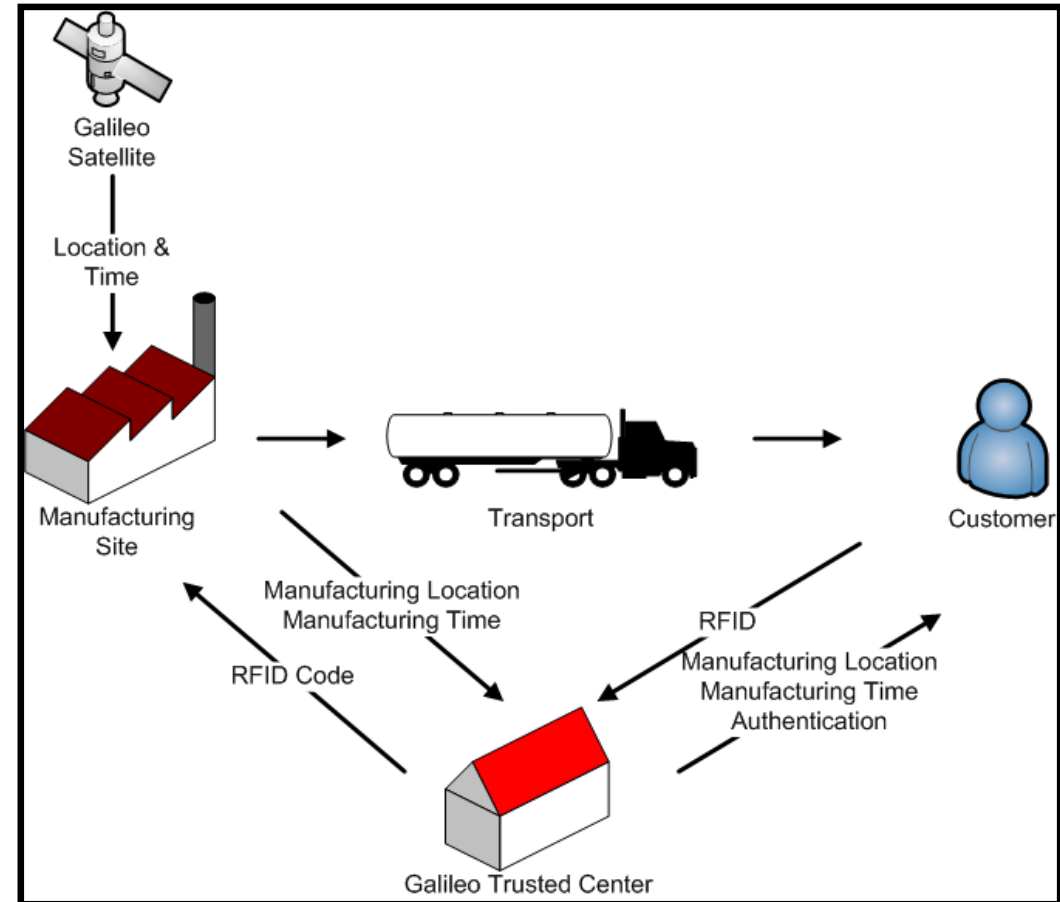 Galileo
Satellite
Location &
Time
Manufacturing
Site
Transport
Customer
Manufacturing Location
Manufacturing Time
RFID Code
RFID
Manufacturing Location
Manufacturing Time
Authentication
Galileo Trusted Center